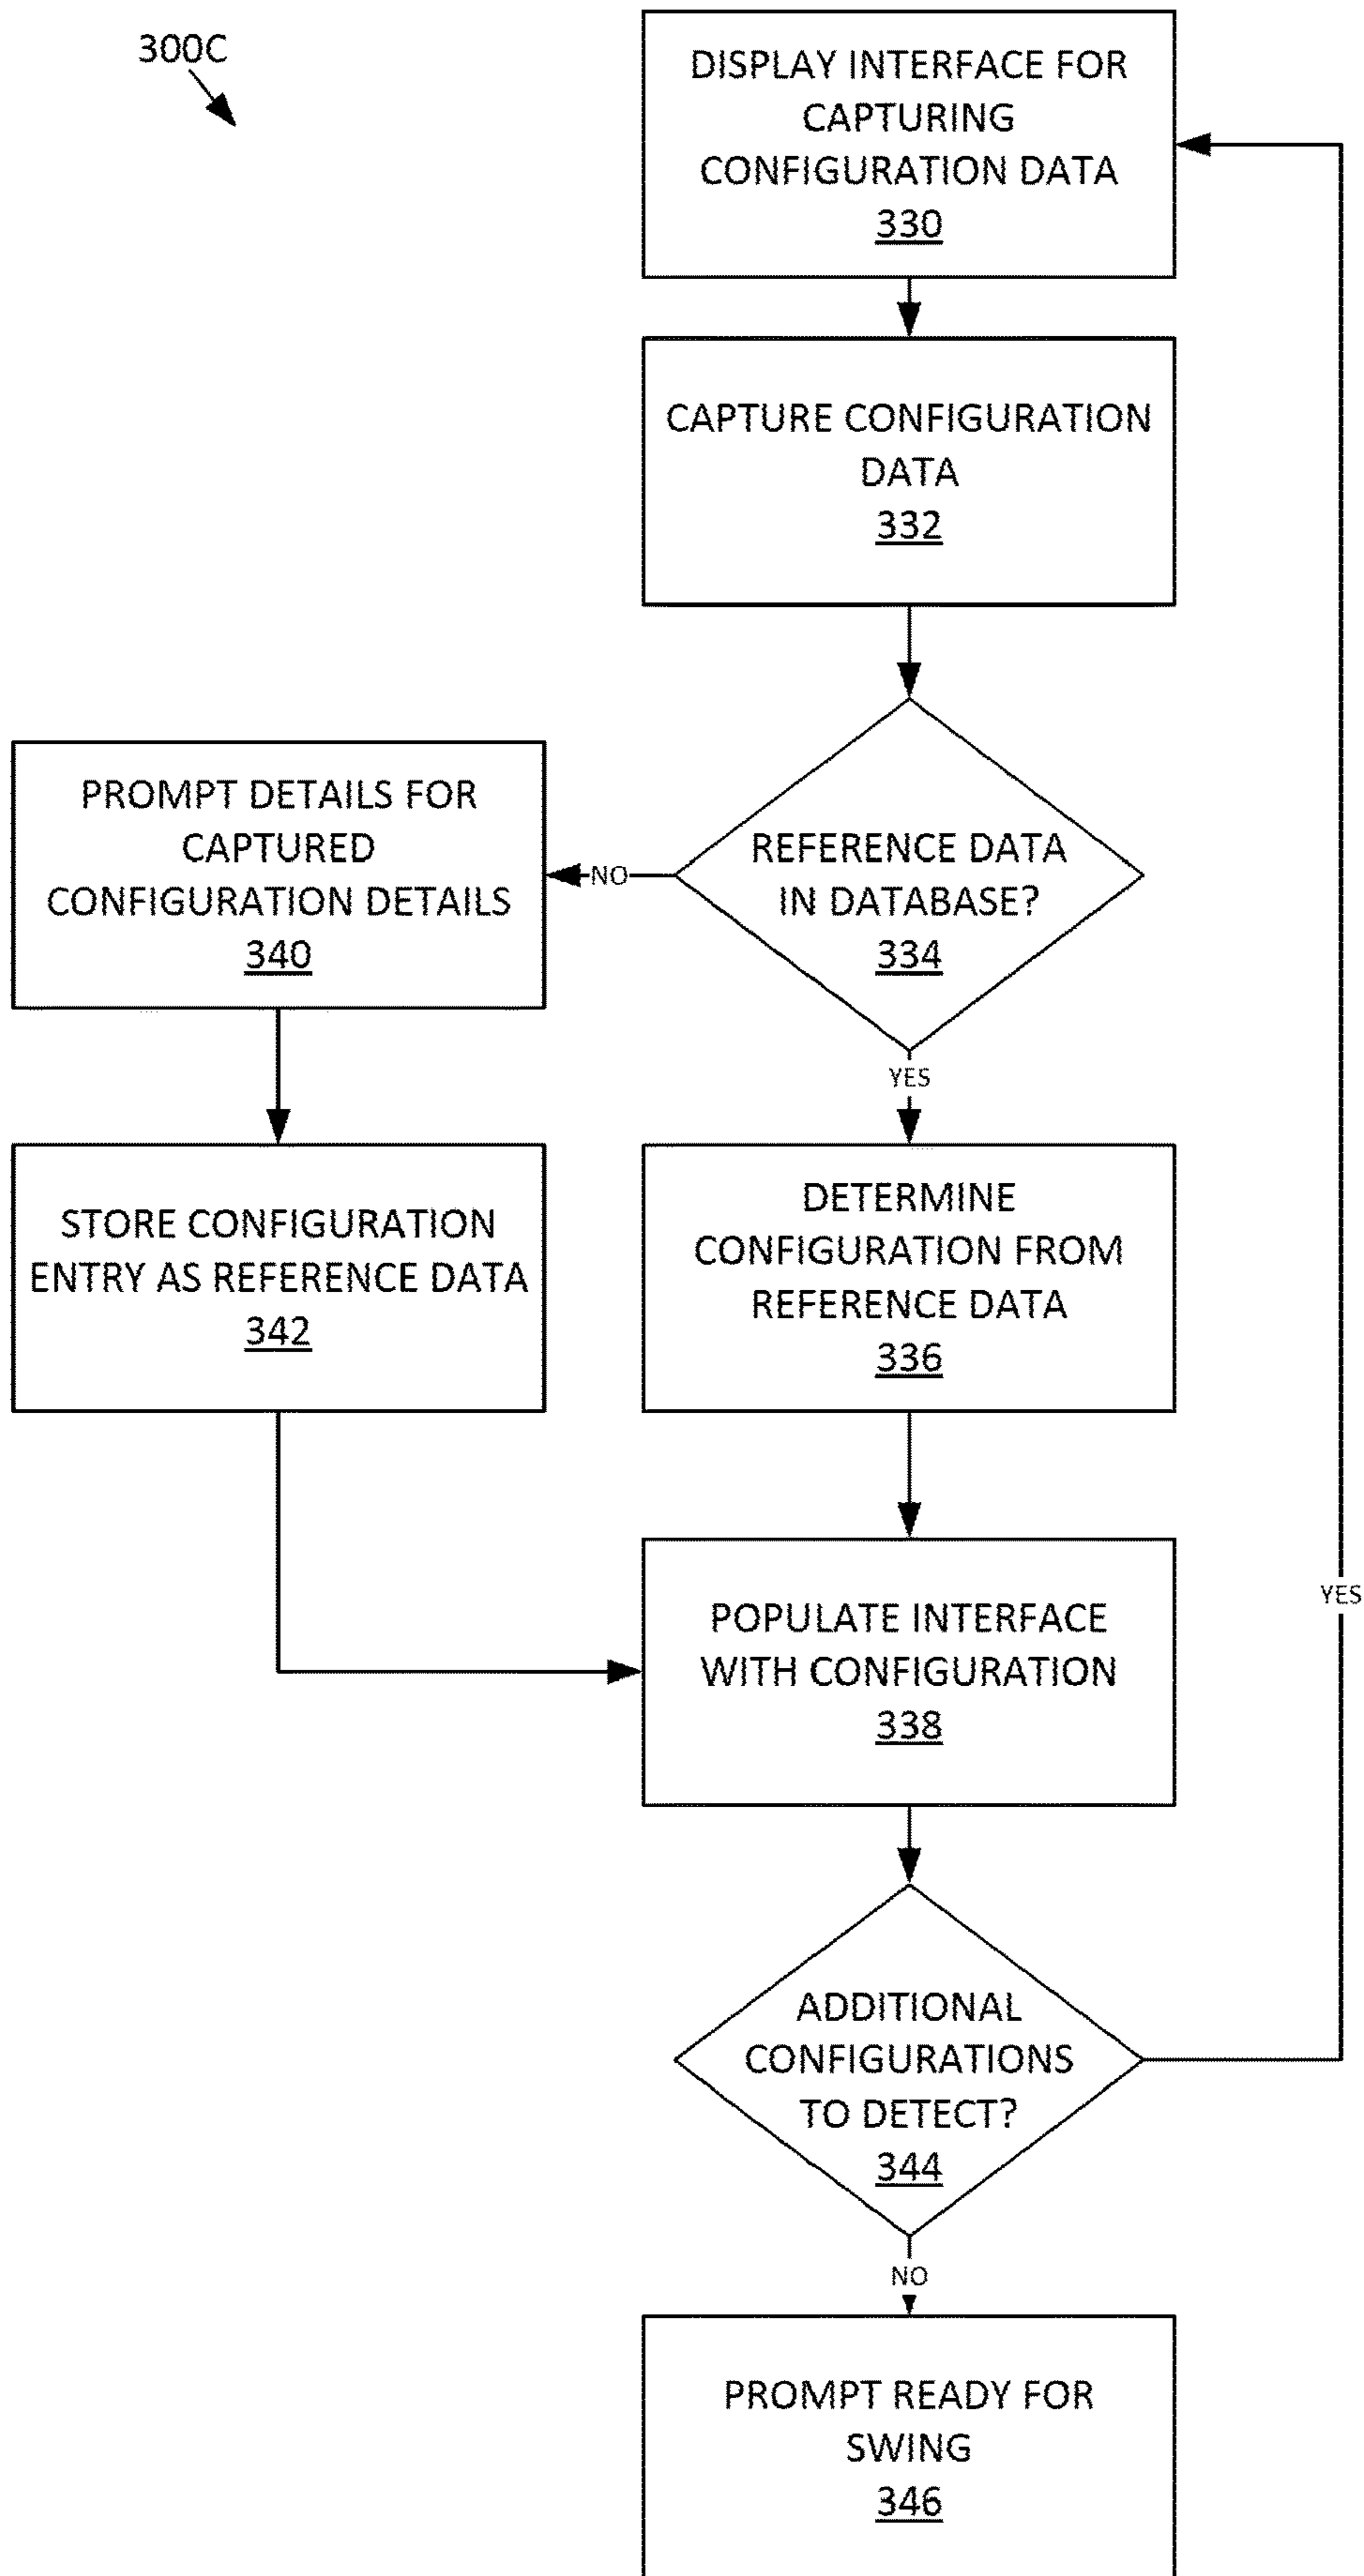 300C
DISPLAY INTERFACE FOR
CAPTURING
CONFIGURATION DATA
330
CAPTURE CONFIGURATION
DATA
332
REFERENCE DATA
IN DATABASE?
334
NO
PROMPT DETAILS FOR
CAPTURED
CONFIGURATION DETAILS
340
YES
STORE CONFIGURATION
ENTRY AS REFERENCE DATA
342
DETERMINE
CONFIGURATION FROM
REFERENCE DATA
336
POPULATE INTERFACE
WITH CONFIGURATION
338
YES
ADDITIONAL
CONFIGURATIONS
TO DETECT?
344
NO
PROMPT READY FOR
SWING
346